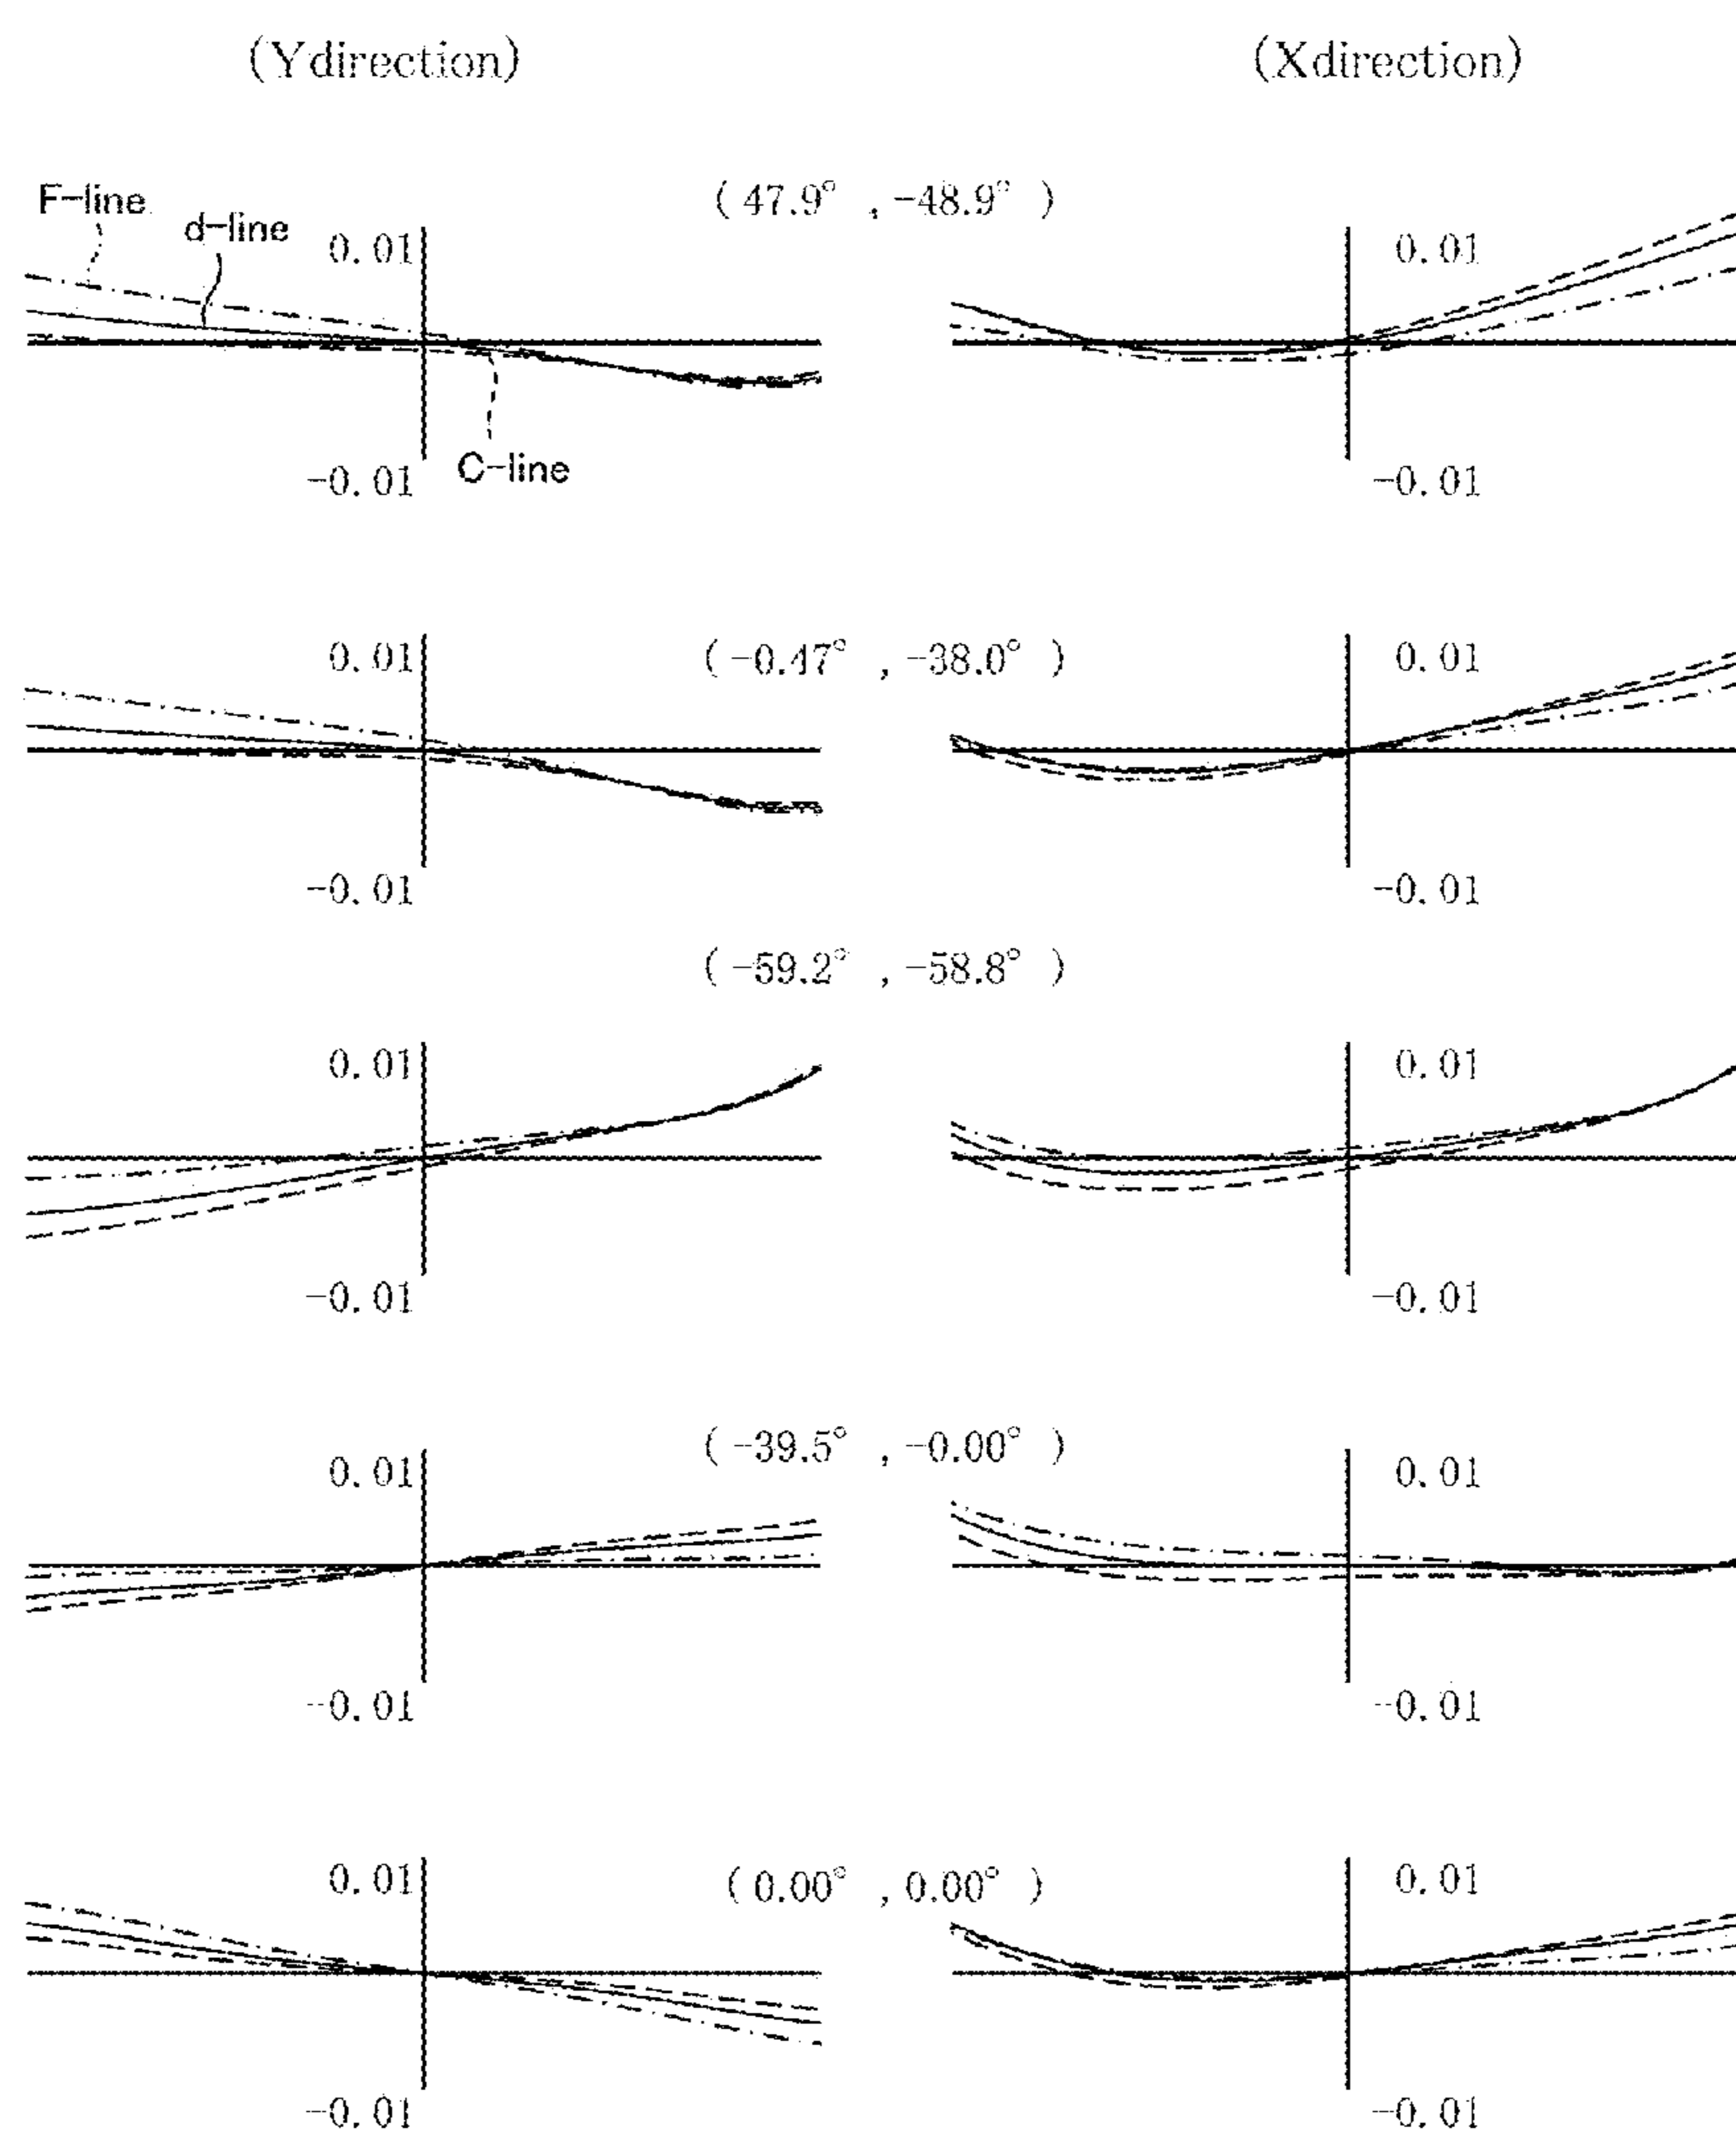 (Ydirection) (Xdirection)
(47.9° , -48.9° )
F-line
d-line
0.01 0.01
C-line
-0.01 -0.01
0.01 (-0.47° , -38.0° ) 0.01
-0.01 -0.01
(-59.2° , -58.8° )
0.01 0.01
-0.01 -0.01
(-39.5° , -0.00° )
0.01 0.01
-0.01 -0.01
0.01 (0.00° , 0.00° ) 0.01
-0.01 -0.01